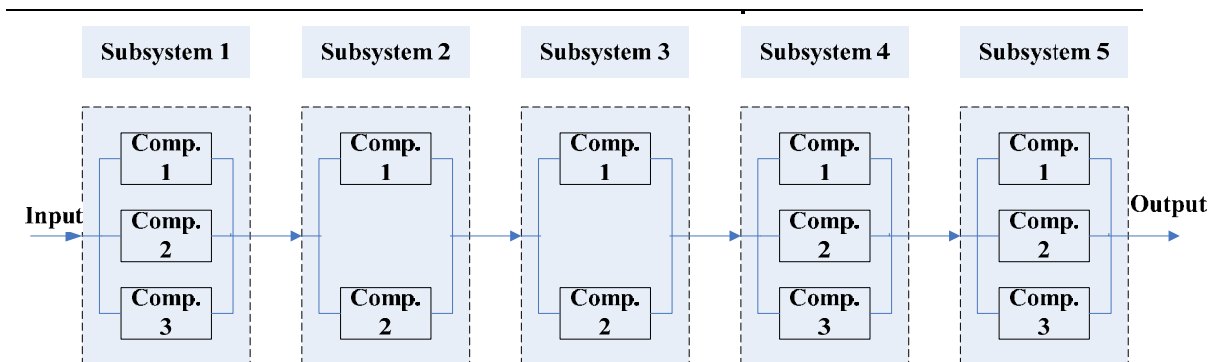 Subsystem 1
Subsystem 2
Subsystem 3
Subsystem 4
Subsystem 5
Input
Comp.
1
Comp.
2
Comp.
3
Comp.
1
Comp.
2
Comp.
1
Comp.
2
Comp.
1
Comp.
2
Comp.
3
Comp.
1
Comp.
2
Comp.
3
Output